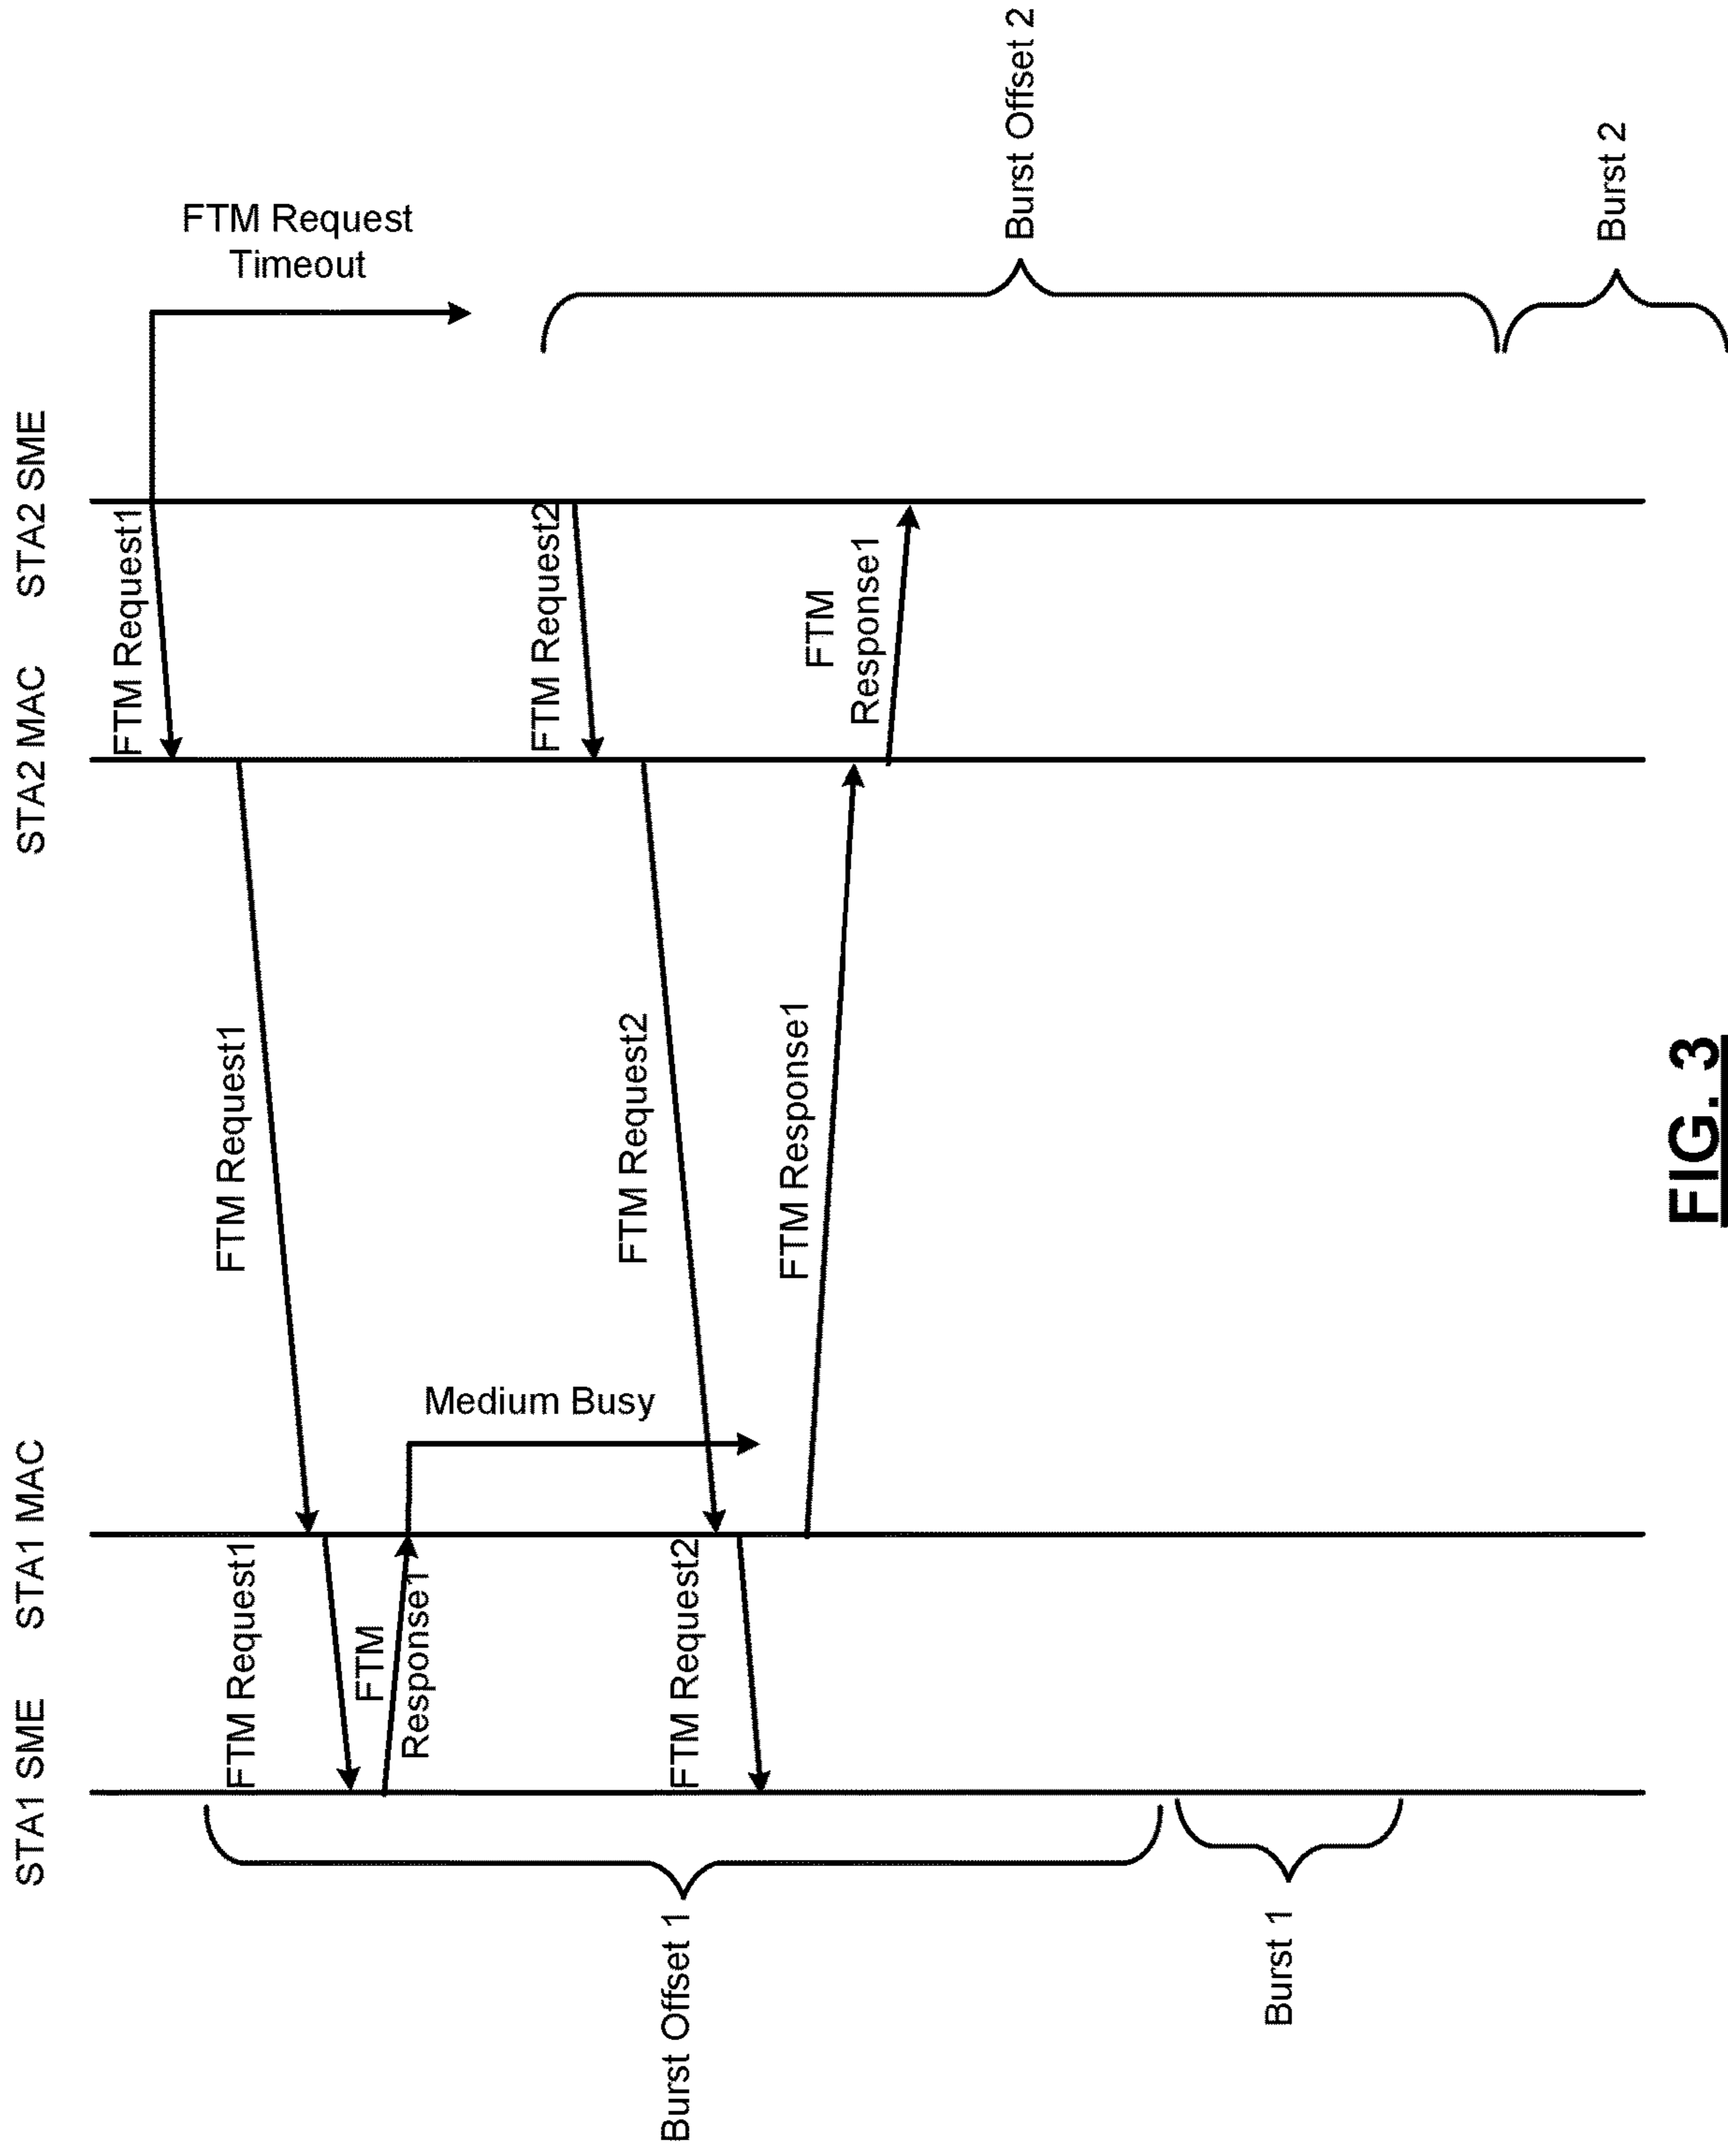 STA1 SME
STA1 MAC
STA2 MAC
STA2 SME
FTM Request1
FTM Request
Timeout
FTM Request1
FTM Request1
FTM
Response1
Medium Busy
FTM Request2
FTM Request2
FTM Request2
FTM Response1
FTM
Response1
Burst Offset 1
Burst 1
Burst Offset 2
Burst 2
FIG. 3